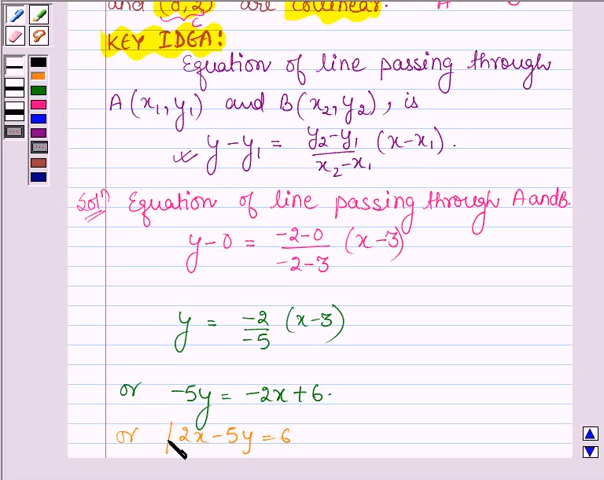 and (8,2) are collinear.
KEY IDEA:
Equation of line passing through
A(x₁,y₁) and B(x₂,y₂), is
y-y₁ = y₂-y₁/x₂-x₁ (x-x₁).
Solⁿ) Equation of line passing through A and B.
y-0 = -2-0/-2-3 (x-3)
y = -2/-5 (x-3)
or -5y = -2x+6.
or 2x-5y=6